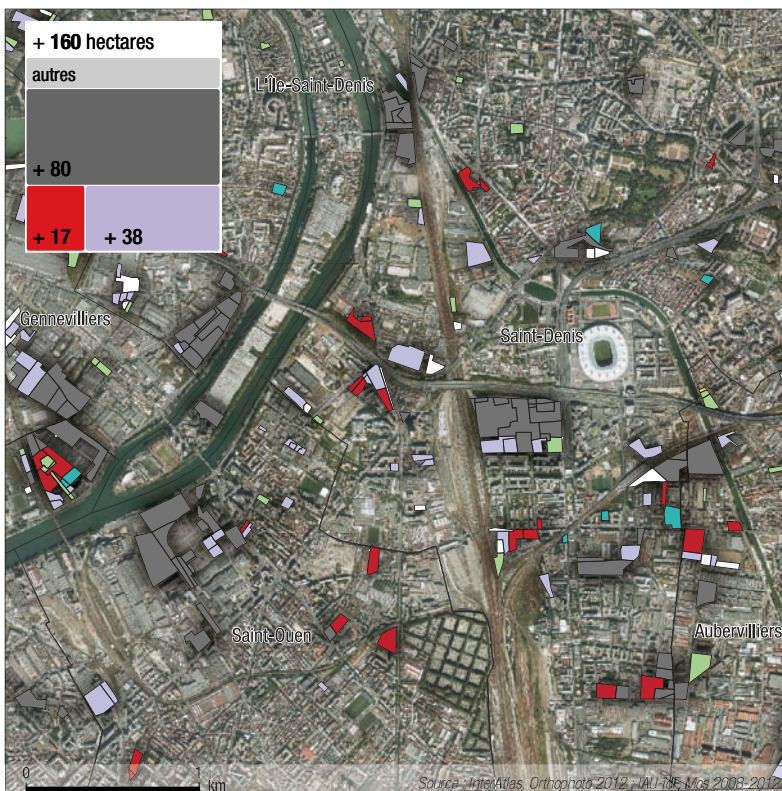 + 160 hectares
autres
L'Île-Saint-Denis
+ 80
+ 17
+ 38
Gennevilliers
Saint-Denis
Saint-Ouen
Aubervilliers
0
1
km
Source : InterAtlas, Orthophoto 2012 ; IAU-îdF, Mos 2008-2012